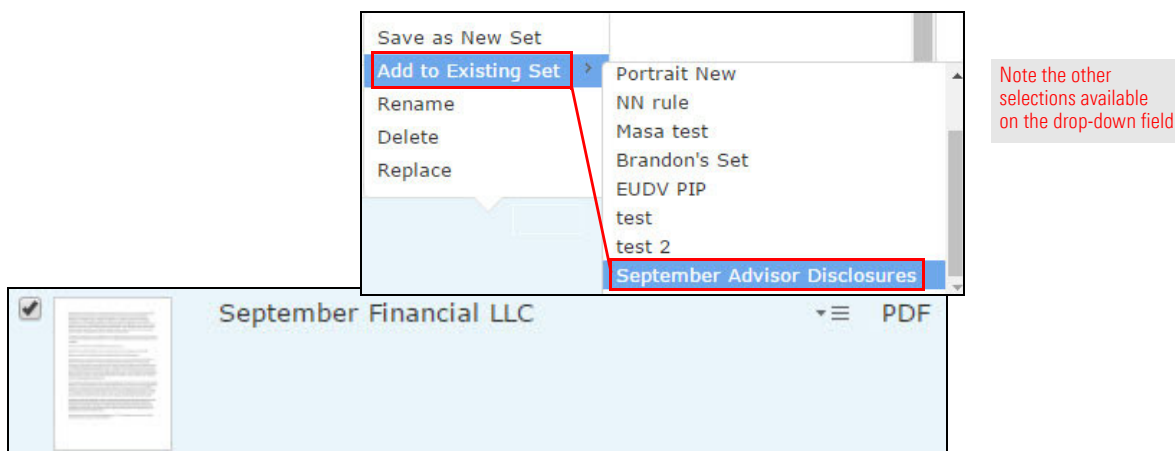 Save as New Set
Add to Existing Set
Rename
Delete
Replace
Portrait New
NN rule
Masa test
Brandon's Set
EUDV PIP
test
test 2
September Advisor Disclosures
Note the other
selections available
on the drop-down field
September Financial LLC
PDF